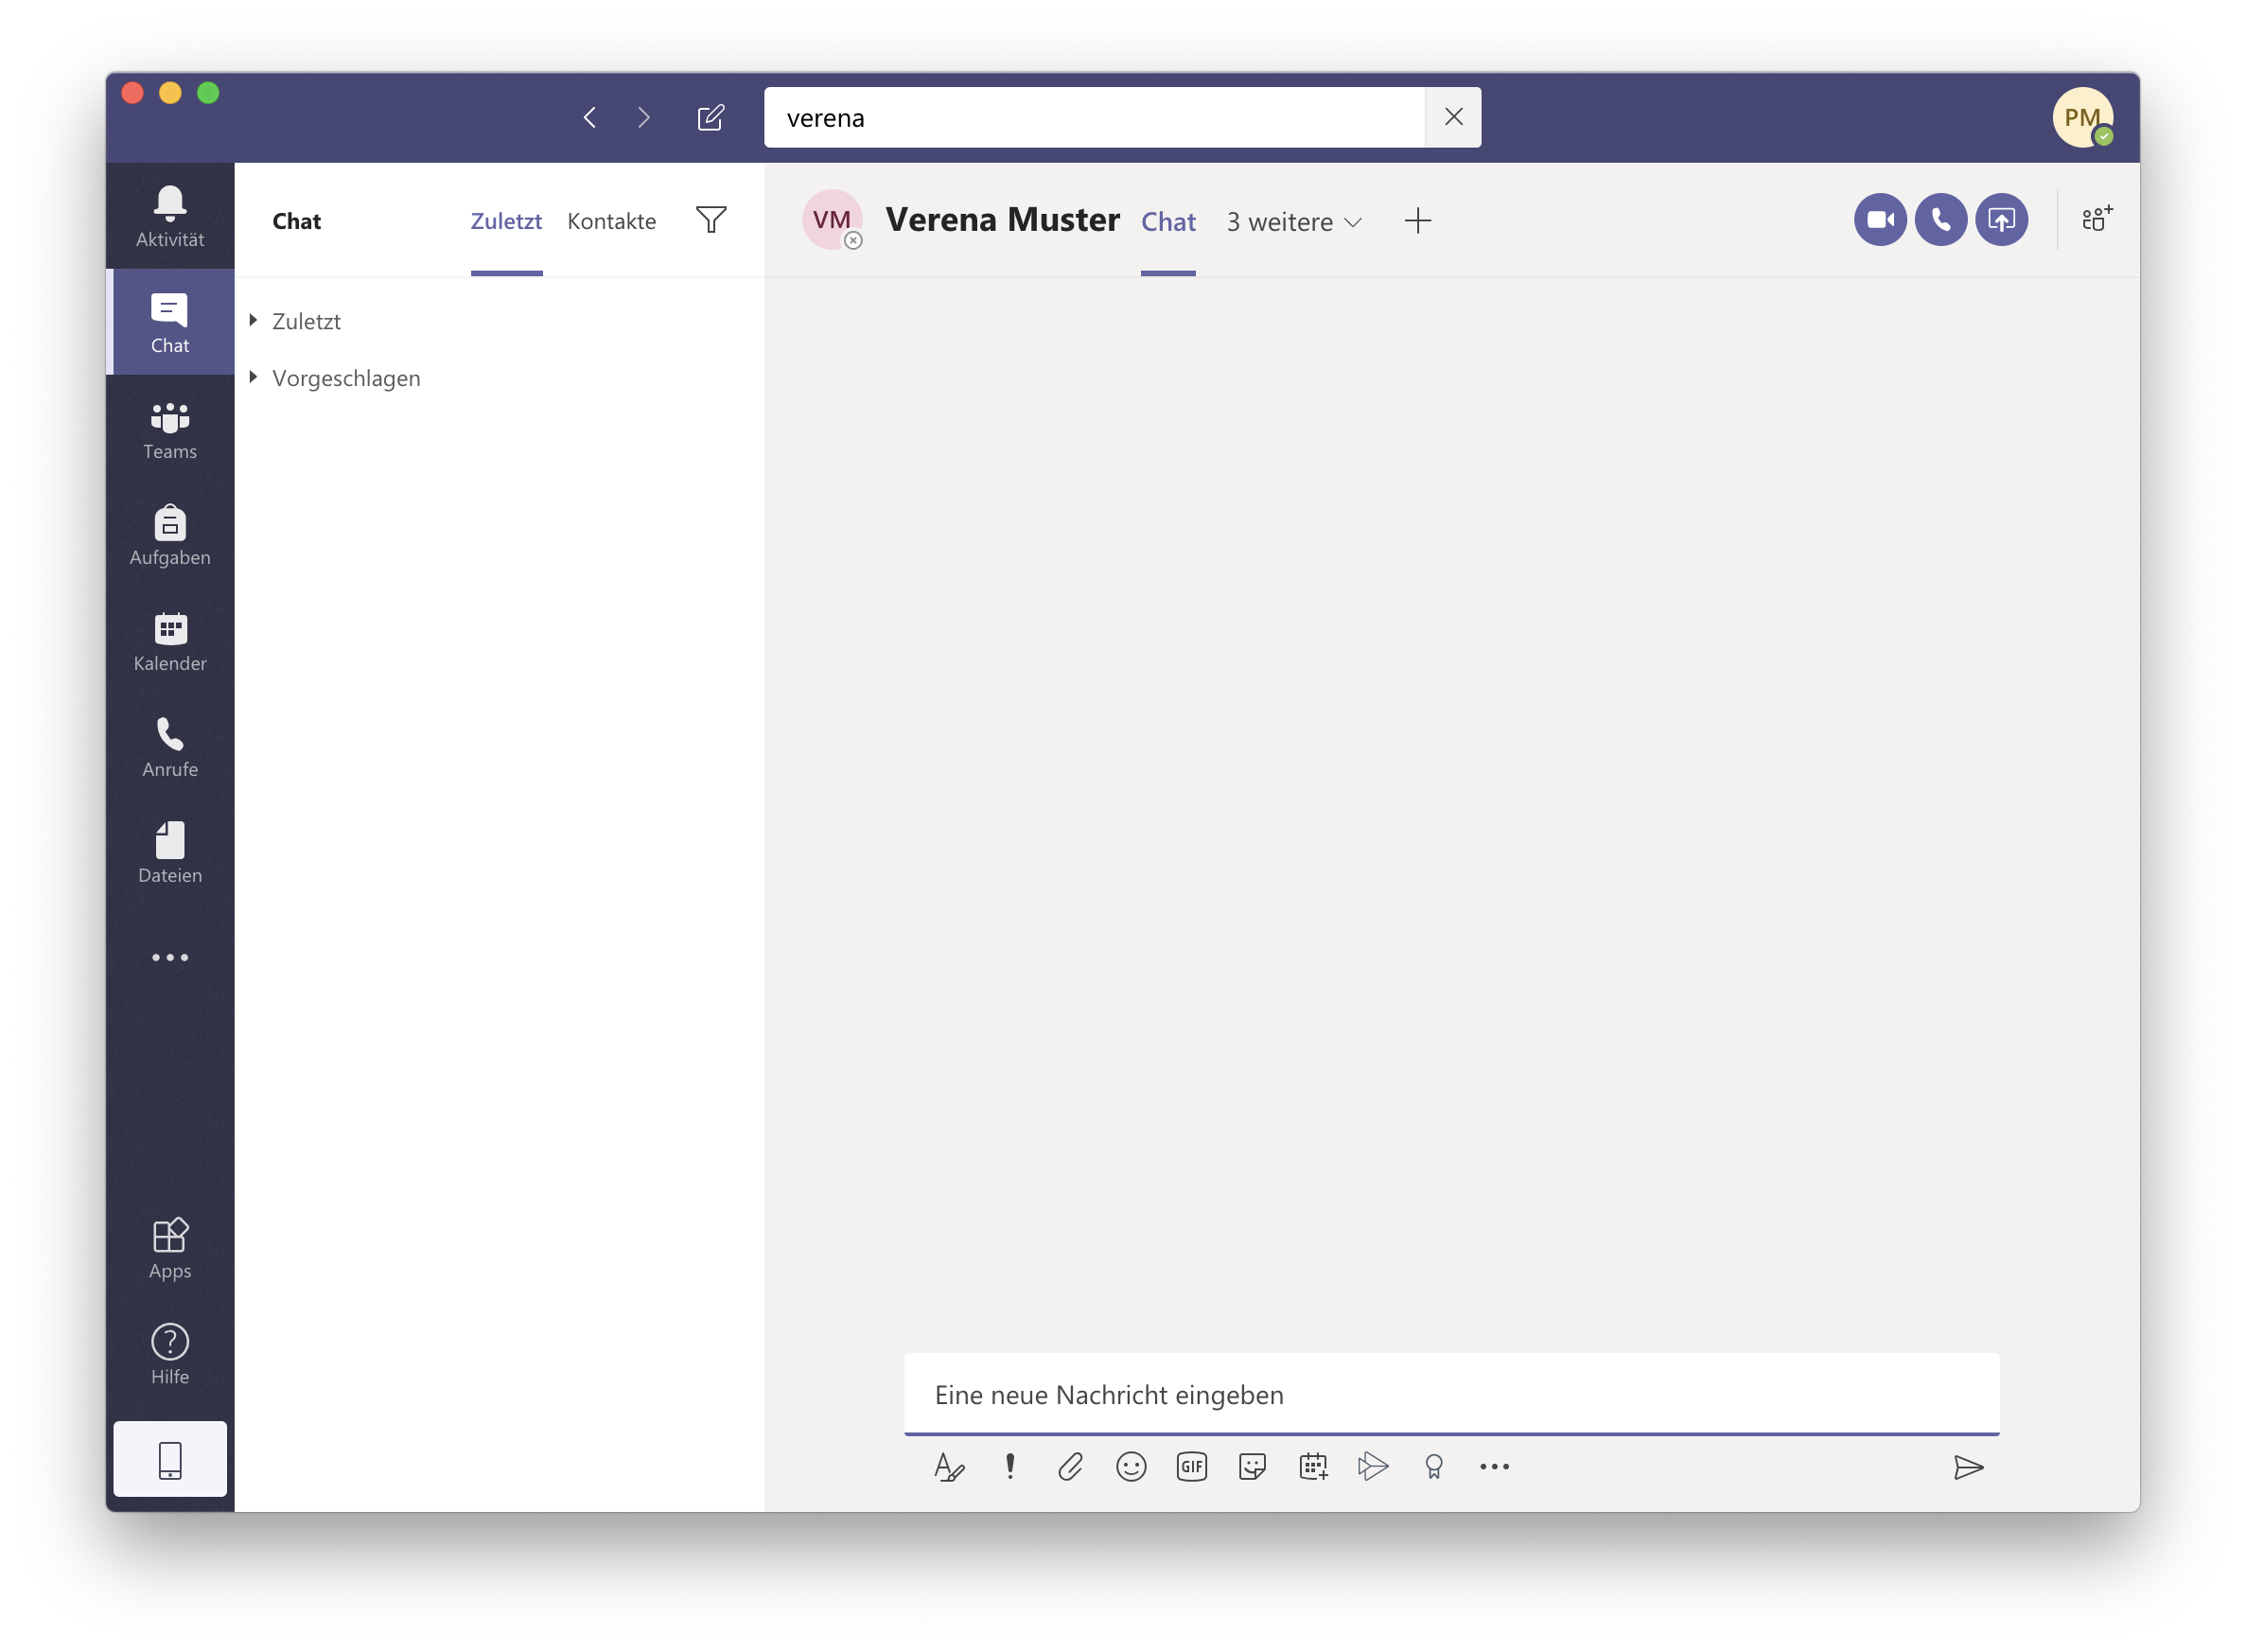 verena
PM
Aktivität
Chat
Teams
Aufgaben
Kalender
Anrufe
Dateien
Apps
Hilfe
Chat Zuletzt Kontakte
Zuletzt
Vorgeschlagen
VM Verena Muster Chat 3 weitere
Eine neue Nachricht eingeben
GIF